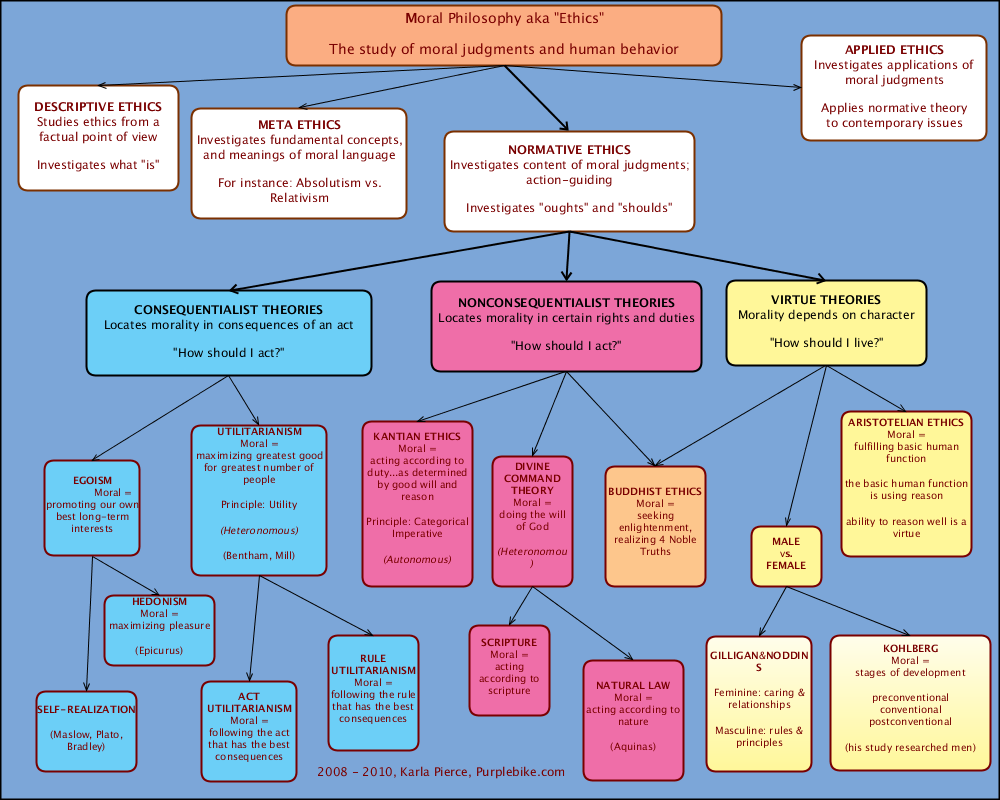 Moral Philosophy aka "Ethics"
The study of moral judgments and human behavior
APPLIED ETHICS
Investigates applications of
moral judgments
Applies normative theory
to contemporary issues
DESCRIPTIVE ETHICS
Studies ethics from a
factual point of view
Investigates what "is"
META ETHICS
Investigates fundamental concepts,
and meanings of moral language
For instance: Absolutism vs.
Relativism
NORMATIVE ETHICS
Investigates content of moral judgments;
action-guiding
Investigates "oughts" and "shoulds"
CONSEQUENTIALIST THEORIES
Locates morality in consequences of an act
"How should I act?"
NONCONSEQUENTIALIST THEORIES
Locates morality in certain rights and duties
"How should I act?"
VIRTUE THEORIES
Morality depends on character
"How should I live?"
EGOISM
Moral =
promoting our own
best long-term
interests
UTILITARIANISM
Moral =
maximizing greatest good
for greatest number of
people
Principle: Utility
(Heteronomous)
(Bentham, Mill)
KANTIAN ETHICS
Moral =
acting according to
duty...as determined
by good will and
reason
Principle: Categorical
Imperative
(Autonomous)
DIVINE
COMMAND
THEORY
Moral =
doing the will
of God
(Heteronomou
)
BUDDHIST ETHICS
Moral =
seeking
enlightenment,
realizing 4 Noble
Truths
ARISTOTELIAN ETHICS
Moral =
fulfilling basic human
function
the basic human function
is using reason
ability to reason well is a
virtue
MALE
vs.
FEMALE
HEDONISM
Moral =
maximizing pleasure
(Epicurus)
SELF-REALIZATION
(Maslow, Plato,
Bradley)
ACT
UTILITARIANISM
Moral =
following the act
that has the best
consequences
RULE
UTILITARIANISM
Moral =
following the rule
that has the best
consequences
SCRIPTURE
Moral =
acting
according to
scripture
NATURAL LAW
Moral =
acting according to
nature
(Aquinas)
GILLIGAN&NODDIN
S
Feminine: caring &
relationships
Masculine: rules &
principles
KOHLBERG
Moral =
stages of development
preconventional
conventional
postconventional
(his study researched men)
2008 - 2010, Karla Pierce, Purplebike.com